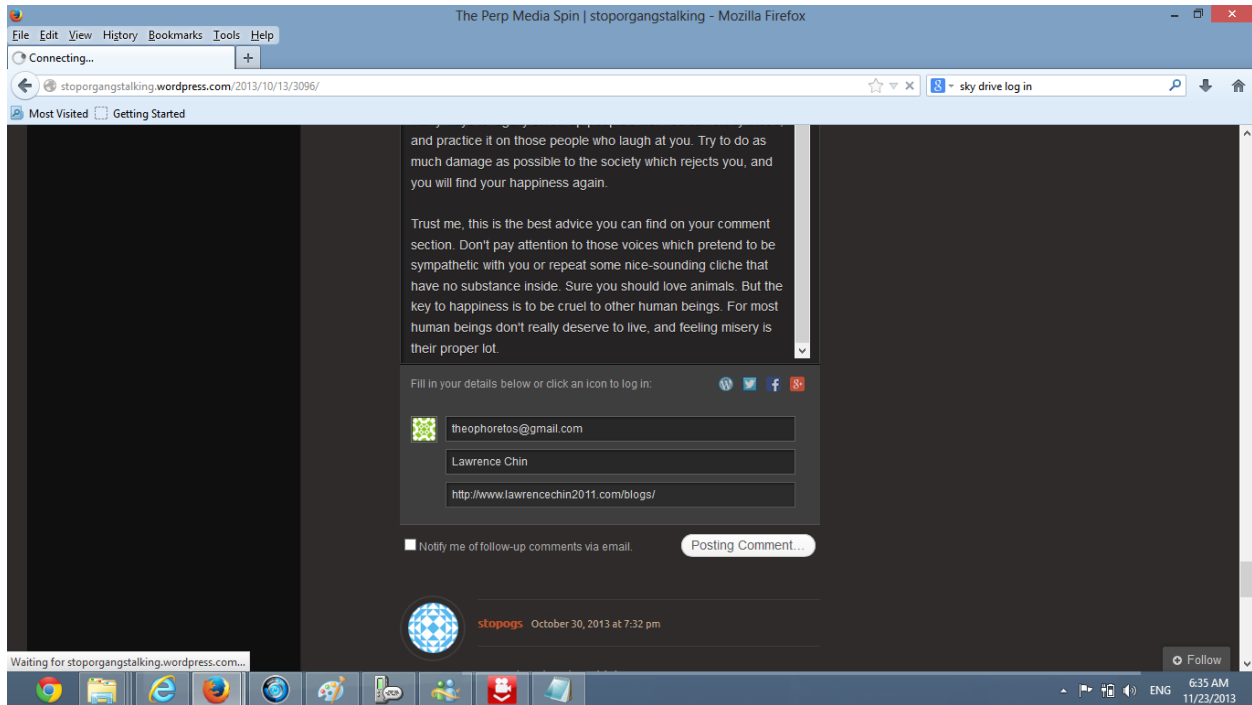 The Perp Media Spin | stoporgangstalking - Mozilla Firefox
File Edit View History Bookmarks Tools Help
Connecting...
stoporgangstalking.wordpress.com/2013/10/13/3096/
sky drive log in
Most Visited Getting Started
and practice it on those people who laugh at you. Try to do as
much damage as possible to the society which rejects you, and
you will find your happiness again.
Trust me, this is the best advice you can find on your comment
section. Don't pay attention to those voices which pretend to be
sympathetic with you or repeat some nice-sounding cliche that
have no substance inside. Sure you should love animals. But the
key to happiness is to be cruel to other human beings. For most
human beings don't really deserve to live, and feeling misery is
their proper lot.
Fill in your details below or click an icon to log in:
theophoretos@gmail.com
Lawrence Chin
http://www.lawrencechin2011.com/blogs/
Notify me of follow-up comments via email.
Posting Comment...
stopogs October 30, 2013 at 7:32 pm
Follow
Waiting for stoporgangstalking.wordpress.com...
ENG
6:35 AM
11/23/2013